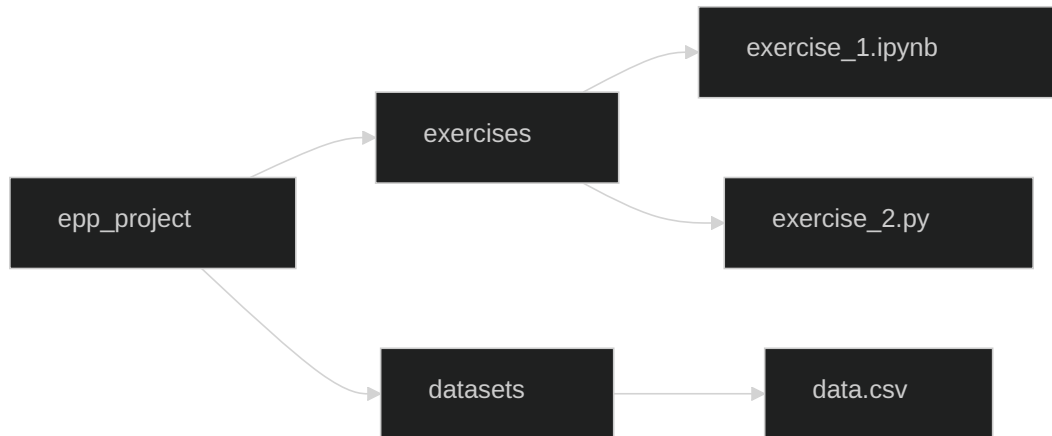 exercise_1.ipynb
exercises
epp_project
exercise_2.py
datasets
data.csv